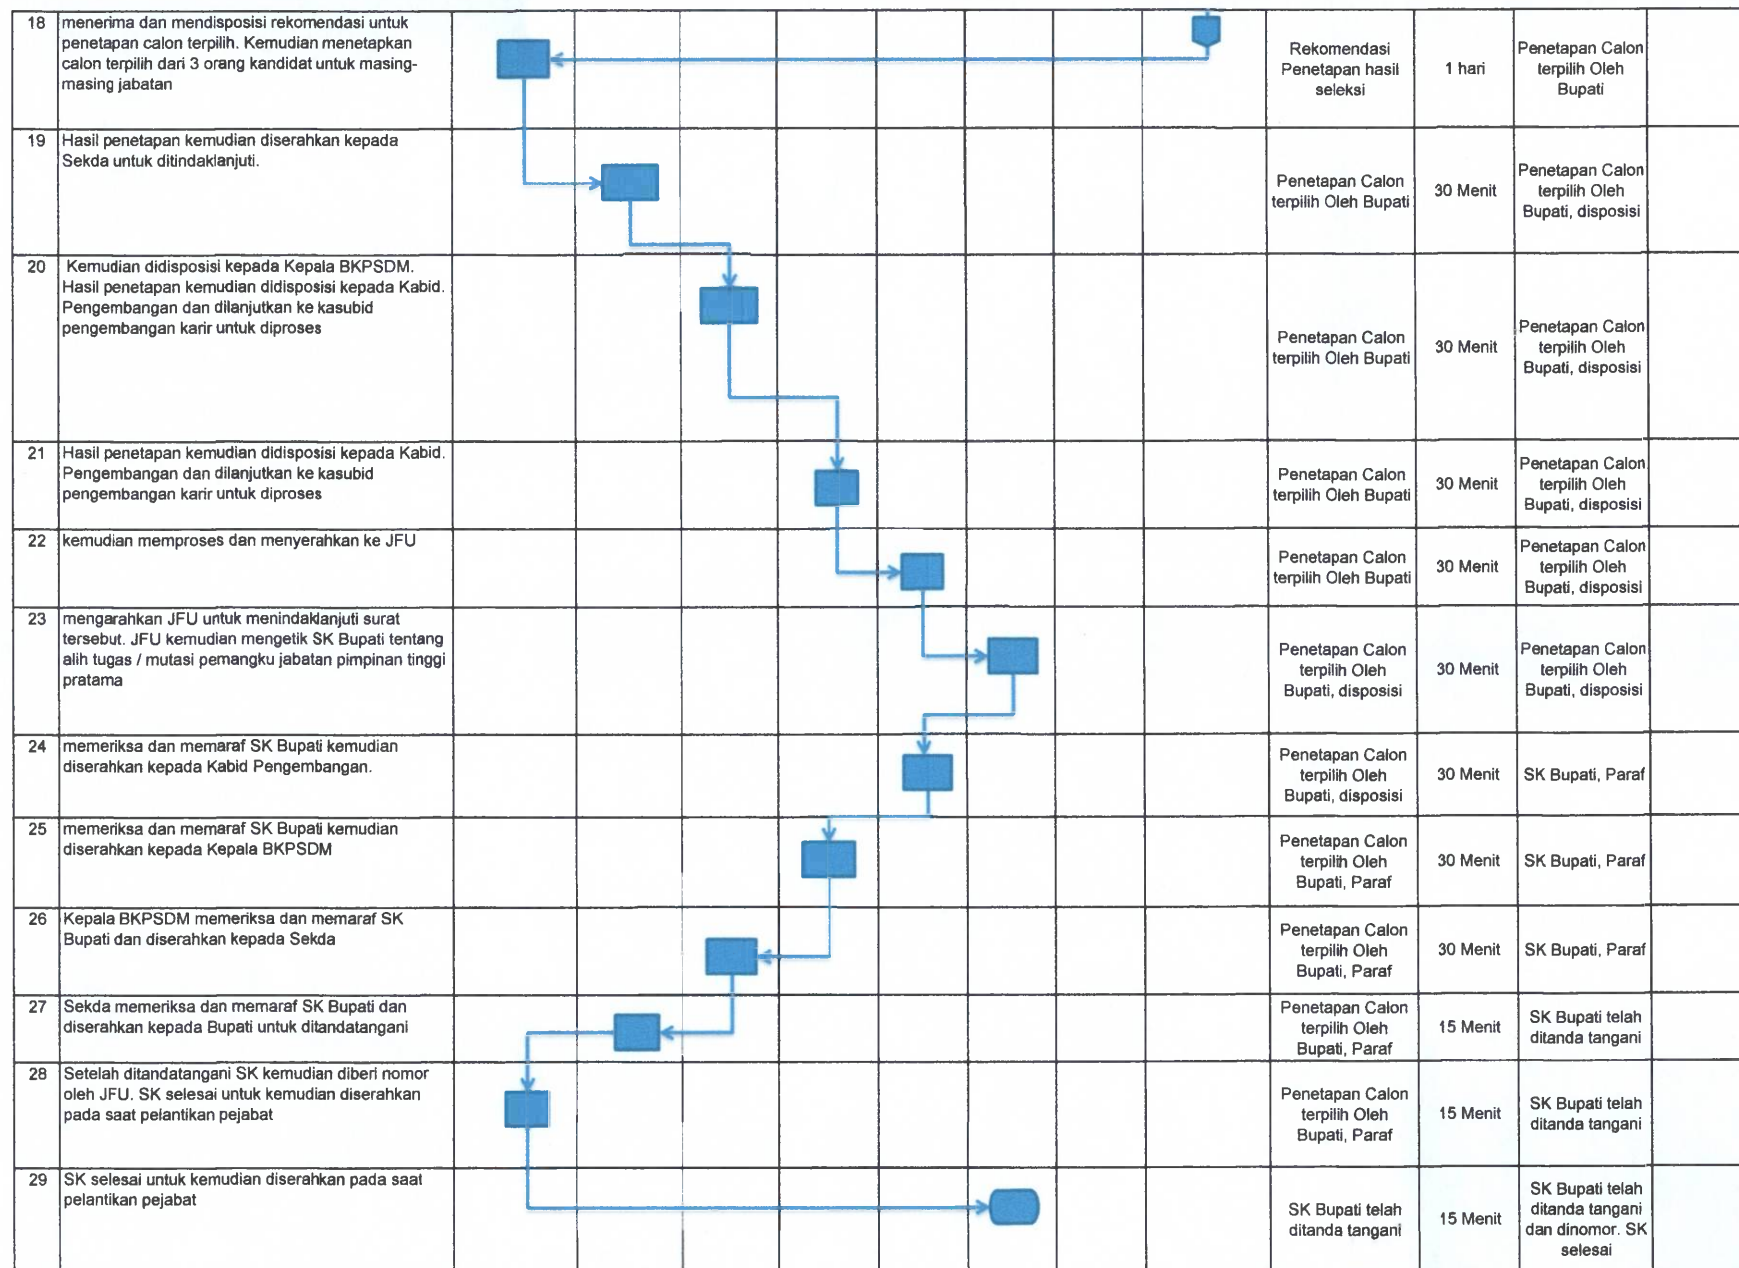 18
menerima dan mendisposisi rekomendasi untuk
penetapan calon terpilih. Kemudian menetapkan
calon terpilih dari 3 orang kandidat untuk masing-
masing jabatan
Rekomendasi
Penetapan hasil
seleksi
1 hari
Penetapan Calon
terpilih Oleh
Bupati
19
Hasil penetapan kemudian diserahkan kepada
Sekda untuk ditindaklanjuti.
Penetapan Calon
terpilih Oleh Bupati
30 Menit
Penetapan Calon
terpilih Oleh
Bupati, disposisi
20
Kemudian didisposisi kepada Kepala BKPSDM.
Hasil penetapan kemudian didisposisi kepada Kabid.
Pengembangan dan dilanjutkan ke kasubid
pengembangan karir untuk diproses
Penetapan Calon
terpilih Oleh Bupati
30 Menit
Penetapan Calon
terpilih Oleh
Bupati, disposisi
21
Hasil penetapan kemudian didisposisi kepada Kabid.
Pengembangan dan dilanjutkan ke kasubid
pengembangan karir untuk diproses
Penetapan Calon
terpilih Oleh Bupati
30 Menit
Penetapan Calon
terpilih Oleh
Bupati, disposisi
22
kemudian memproses dan menyerahkan ke JFU
Penetapan Calon
terpilih Oleh Bupati
30 Menit
Penetapan Calon
terpilih Oleh
Bupati, disposisi
23
mengarahkan JFU untuk menindaklanjuti surat
tersebut. JFU kemudian mengetik SK Bupati tentang
alih tugas / mutasi pemangku jabatan pimpinan tinggi
pratama
Penetapan Calon
terpilih Oleh
Bupati, disposisi
30 Menit
Penetapan Calon
terpilih Oleh
Bupati, disposisi
24
memeriksa dan memaraf SK Bupati kemudian
diserahkan kepada Kabid Pengembangan.
Penetapan Calon
terpilih Oleh
Bupati, disposisi
30 Menit
SK Bupati, Paraf
25
memeriksa dan memaraf SK Bupati kemudian
diserahkan kepada Kepala BKPSDM
Penetapan Calon
terpilih Oleh
Bupati, Paraf
30 Menit
SK Bupati, Paraf
26
Kepala BKPSDM memeriksa dan memaraf SK
Bupati dan diserahkan kepada Sekda
Penetapan Calon
terpilih Oleh
Bupati, Paraf
30 Menit
SK Bupati, Paraf
27
Sekda memeriksa dan memaraf SK Bupati dan
diserahkan kepada Bupati untuk ditandatangani
Penetapan Calon
terpilih Oleh
Bupati, Paraf
15 Menit
SK Bupati telah
ditanda tangani
28
Setelah ditandatangani SK kemudian diberi nomor
oleh JFU. SK selesai untuk kemudian diserahkan
pada saat pelantikan pejabat
Penetapan Calon
terpilih Oleh
Bupati, Paraf
15 Menit
SK Bupati telah
ditanda tangani
29
SK selesai untuk kemudian diserahkan pada saat
pelantikan pejabat
SK Bupati telah
ditanda tangani
15 Menit
SK Bupati telah
ditanda tangani
dan dinomor. SK
selesai